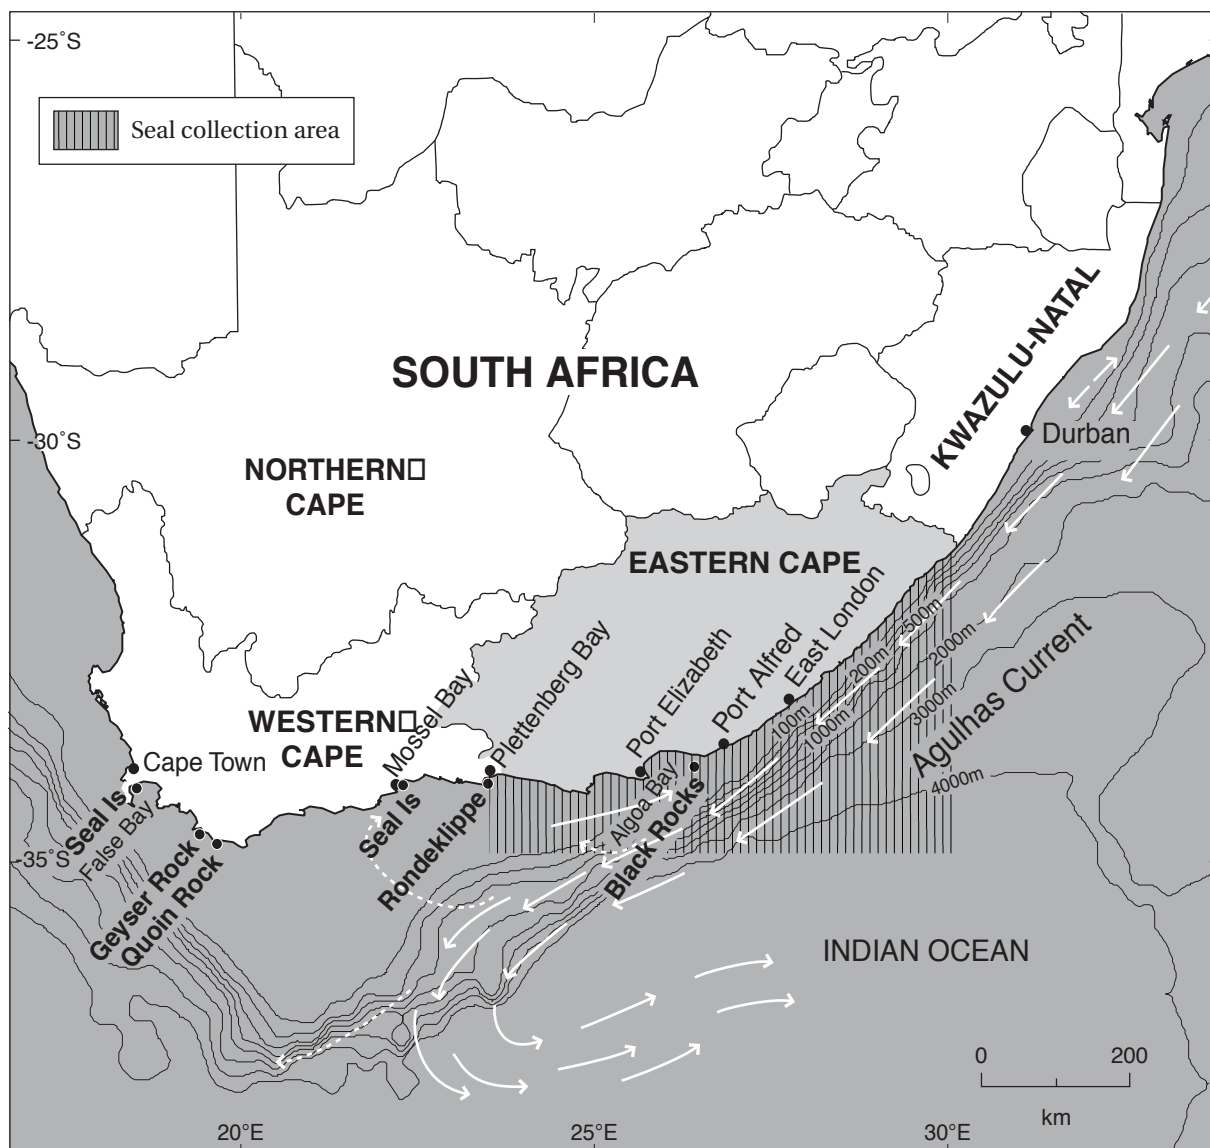 -25°S
Seal collection area
SOUTH AFRICA
KWAZULU-NATAL
Durban
-30°S
NORTHERN□
CAPE
EASTERN CAPE
WESTERN□
CAPE
Mossel Bay
Plettenberg Bay
Port Elizabeth
Port Alfred
East London
500m
200m
2000m
100m
1000m
3000m
4000m
Agulhas Current
Cape Town
Seal Is
False Bay
-35°S
Geyser Rock
Quoin Rock
Seal Is
Rondeklippe
Algoa Bay
Black Rocks
INDIAN OCEAN
0 200
km
20°E 25°E 30°E